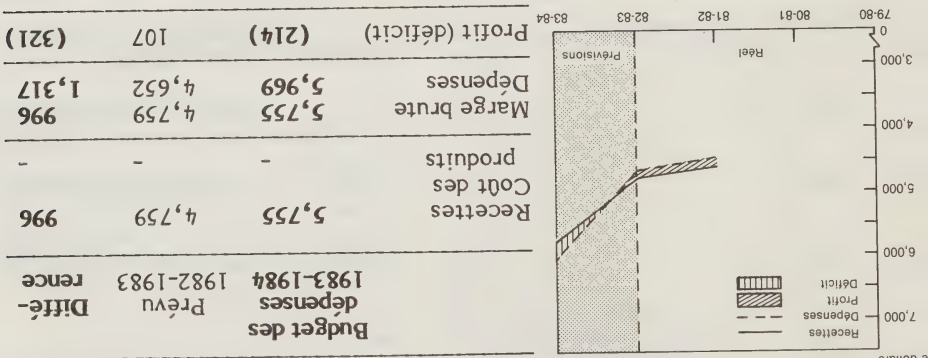 Recettes
Dépenses
Profit
Déficit
7,000
6,000
5,000
4,000
3,000
0
Réel
Prévisions
79-80 80-81 81-82 82-83 83-84
Budget des
dépenses Prévu Diffé-
1983-1984 1982-1983 rence
Recettes 5,755 4,759 996
Coût des
produits - - -
Marge brute 5,755 4,759 996
Dépenses 5,969 4,652 1,317
Profit (déficit) (214) 107 (321)